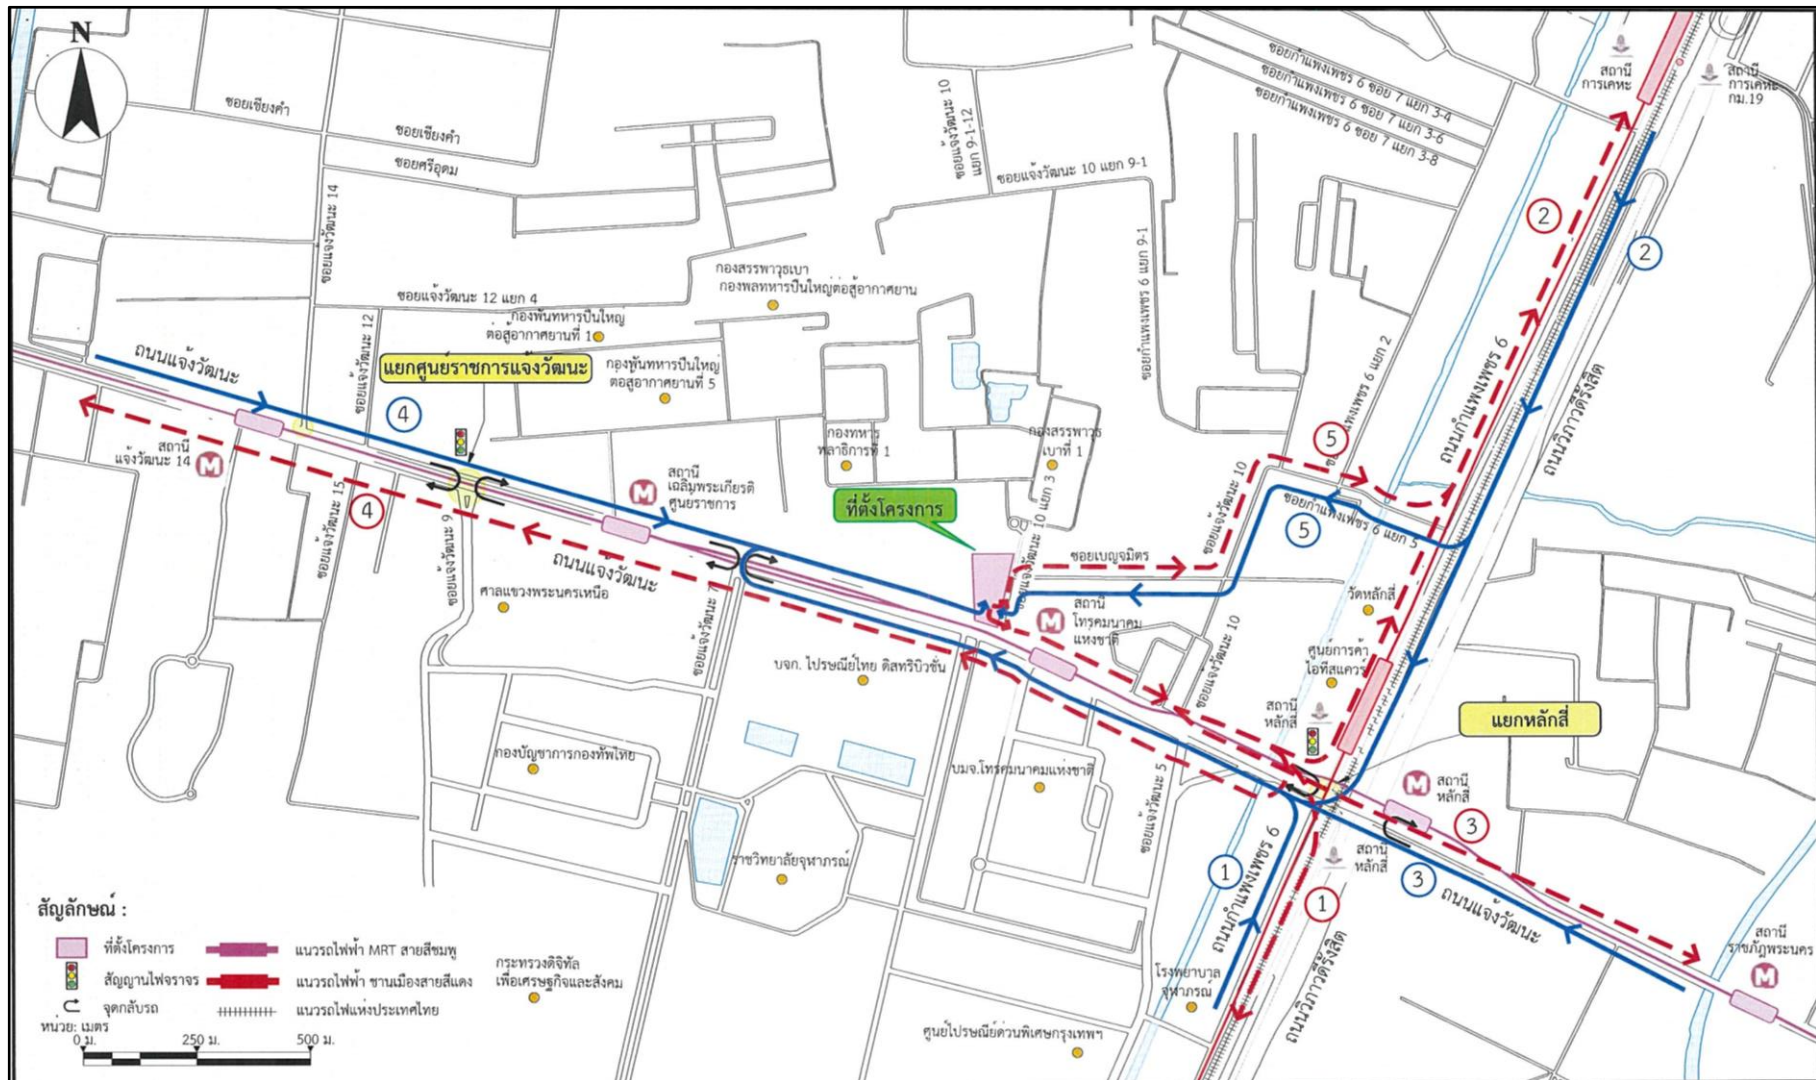 N
ซอยเชียงคำ
ซอยเชียงคำ
ซอยศรีอุดม
ซอยแจ้งวัฒนะ 14
ซอยแจ้งวัฒนะ 12 แยก 4
ซอยแจ้งวัฒนะ 12
กองพันทหารปืนใหญ่
ต่อสู้อากาศยานที่ 1
กองสรรพาวุธเบา
กองพลทหารปืนใหญ่ต่อสู้อากาศยาน
กองพันทหารปืนใหญ่
ต่อสู้อากาศยานที่ 5
ซอยแจ้งวัฒนะ 10
แยก 9-1-12
ซอยแจ้งวัฒนะ 10 แยก 9-1
ซอยกำแพงเพชร 6 ซอย 7 แยก 3-4
ซอยกำแพงเพชร 6 ซอย 7 แยก 3-6
ซอยกำแพงเพชร 6 ซอย 7 แยก 3-8
สถานี
การเคหะ
สถานี
การเคหะ
กม.19
2
2
ซอยกำแพงเพชร 6 แยก 9-1
ถนนกำแพงเพชร 6
ถนนวิภาวดีรังสิต
ถนนแจ้งวัฒนะ
แยกศูนย์ราชการแจ้งวัฒนะ
4
4
สถานี
แจ้งวัฒนะ 14
M
ซอยแจ้งวัฒนะ 15
ซอยแจ้งวัฒนะ 9
M
สถานี
เฉลิมพระเกียรติ
ศูนย์ราชการ
ถนนแจ้งวัฒนะ
กองทหาร
พลาธิการที่ 1
กองสรรพาวุธ
เบาที่ 1
ที่ตั้งโครงการ
ซอยแจ้งวัฒนะ 10 แยก 3
ซอยเบญจมิตร
ซอยแจ้งวัฒนะ 10
5
5
ซอยกำแพงเพชร 6 แยก 5
ศาลแขวงพระนครเหนือ
ซอยแจ้งวัฒนะ 7
M
สถานี
โทรคมนาคม
แห่งชาติ
ซอยแจ้งวัฒนะ 10
วัดหลักสี่
ศูนย์การค้า
ไอทีสแควร์
สถานี
หลักสี่
แยกหลักสี่
บจก. ไปรษณีย์ไทย ดิสทริบิวชั่น
กองบัญชาการกองทัพไทย
บมจ.โทรคมนาคมแห่งชาติ
ซอยแจ้งวัฒนะ 5
M
สถานี
หลักสี่
3
3
สถานี
หลักสี่
ราชวิทยาลัยจุฬาภรณ์
1
1
ถนนกำแพงเพชร 6
ถนนวิภาวดีรังสิต
ถนนแจ้งวัฒนะ
สถานี
ราชภัฏพระนคร
M
โรงพยาบาล
จุฬาภรณ์
กระทรวงดิจิทัล
เพื่อเศรษฐกิจและสังคม
ศูนย์ไปรษณีย์ด่วนพิเศษกรุงเทพฯ
สัญลักษณ์ :
ที่ตั้งโครงการ
แนวรถไฟฟ้า MRT สายสีชมพู
สัญญานไฟจราจร
แนวรถไฟฟ้า ชานเมืองสายสีแดง
จุดกลับรถ
แนวรถไฟแห่งประเทศไทย
หน่วย: เมตร
0 ม.
250 ม.
500 ม.